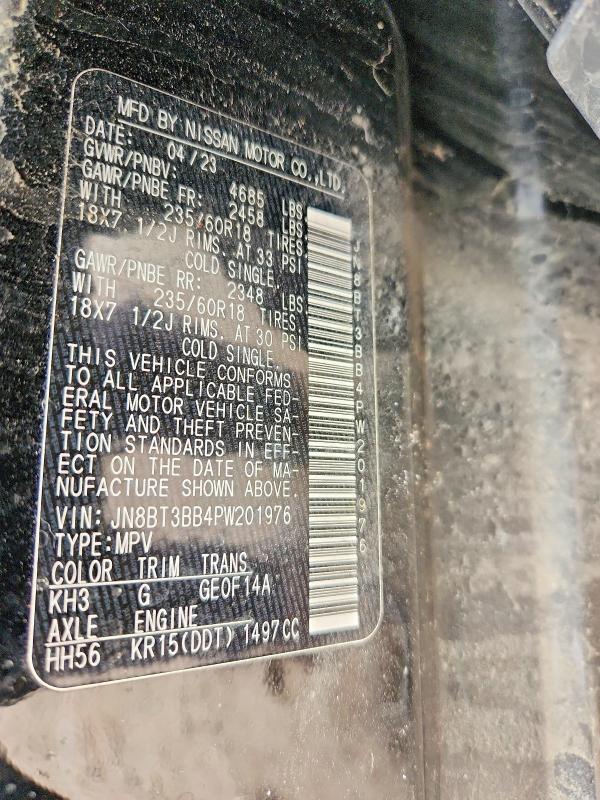 MFD BY NISSAN MOTOR CO.,LTD.
DATE: 04/23
GVWR/PNBV: 4685 LBS
GAWR/PNBE FR: 2458 LBS
WITH 235/60R18 TIRES,
18X7 1/2J RIMS. AT 33 PSI
COLD SINGLE.
GAWR/PNBE RR: 2348 LBS
WITH 235/60R18 TIRES,
18X7 1/2J RIMS. AT 30 PSI
COLD SINGLE.
THIS VEHICLE CONFORMS
TO ALL APPLICABLE FED-
ERAL MOTOR VEHICLE SA-
FETY AND THEFT PREVEN-
TION STANDARDS IN EFF-
ECT ON THE DATE OF MA-
NUFACTURE SHOWN ABOVE.
VIN: JN8BT3BB4PW201976
TYPE:MPV
COLOR TRIM TRANS
KH3 G GE0F14A
AXLE ENGINE
HH56 KR15(DDT) 1497CC
JN8BT3BB4PW201976